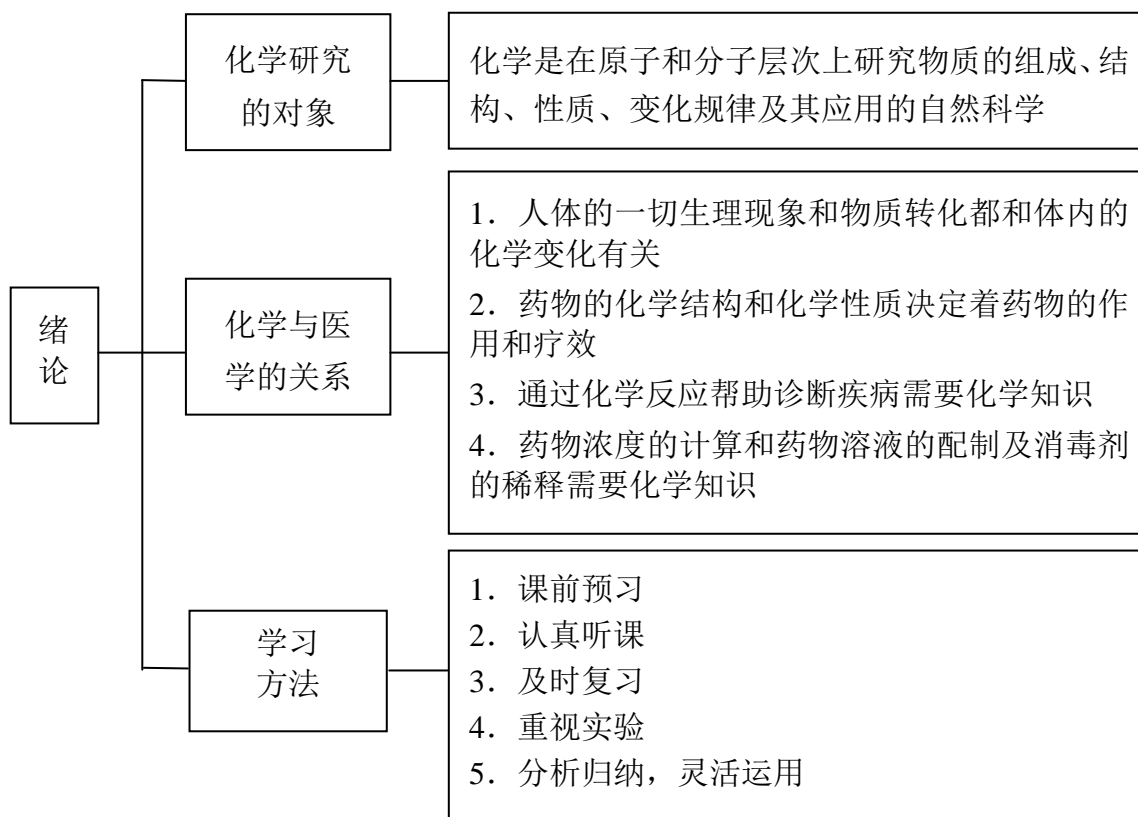 绪
论
化学研究
的对象
化学是在原子和分子层次上研究物质的组成、结
构、性质、变化规律及其应用的自然科学
化学与医
学的关系
1．人体的一切生理现象和物质转化都和体内的
化学变化有关
2．药物的化学结构和化学性质决定着药物的作
用和疗效
3．通过化学反应帮助诊断疾病需要化学知识
4．药物浓度的计算和药物溶液的配制及消毒剂
的稀释需要化学知识
学习
方法
1．课前预习
2．认真听课
3．及时复习
4．重视实验
5．分析归纳，灵活运用